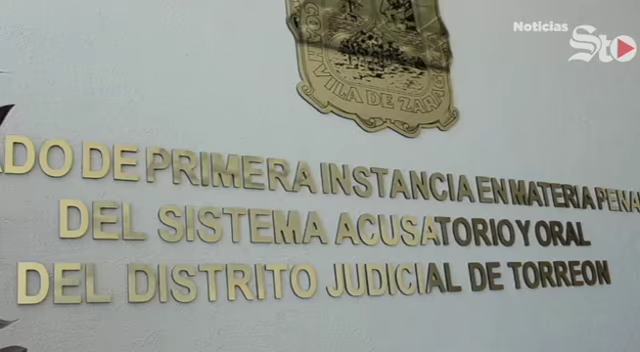 Noticias
Sto
COAHUILA DE ZARAG
ADO DE PRIMERA INSTANCIA EN MATERIA PENA
DEL SISTEMA ACUSATORIO Y ORAL
DEL DISTRITO JUDICIAL DE TORREON